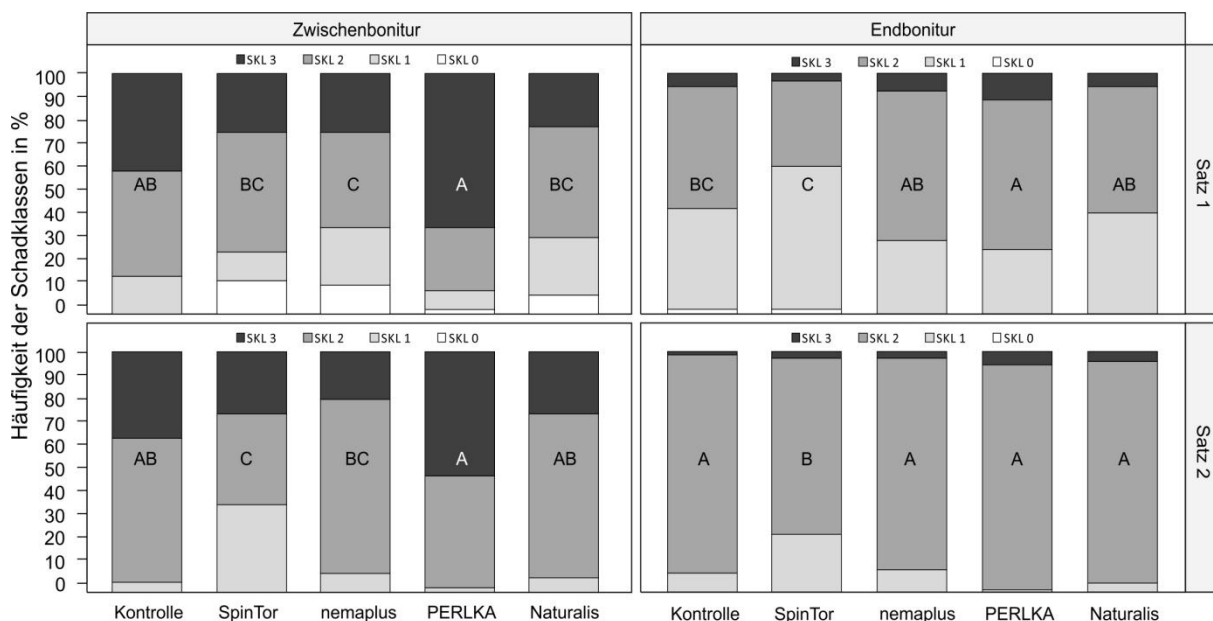 Zwischenbonitur
Endbonitur
SKL 3 SKL 2 SKL 1 SKL 0
SKL 3 SKL 2 SKL 1 SKL 0
Häufigkeit der Schadklassen in %
100
90
80
70
60
50
40
30
20
10
0
AB BC C A BC
BC C AB A AB
Satz 1
SKL 3 SKL 2 SKL 1 SKL 0
SKL 3 SKL 2 SKL 1 SKL 0
100
90
80
70
60
50
40
30
20
10
0
AB C BC A AB
A B A A A
Satz 2
Kontrolle SpinTor nemaplus PERLKA Naturalis
Kontrolle SpinTor nemaplus PERLKA Naturalis